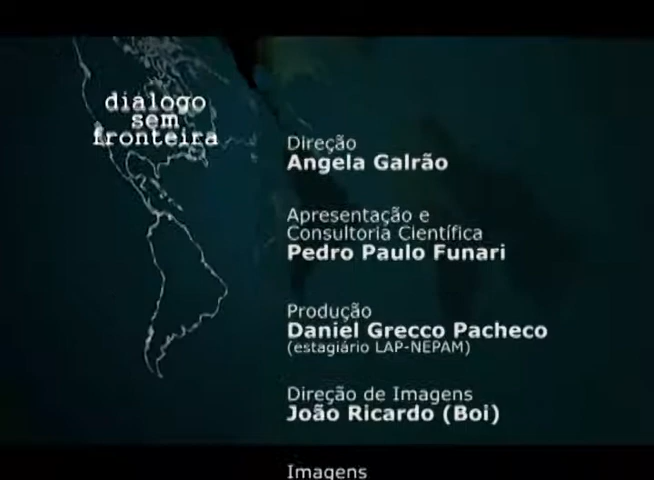 dialogo
sem
fronteira
Direção
Angela Galrão
Apresentação e
Consultoria Científica
Pedro Paulo Funari
Produção
Daniel Grecco Pacheco
(estagiário LAP-NEPAM)
Direção de Imagens
João Ricardo (Boi)
Imagens